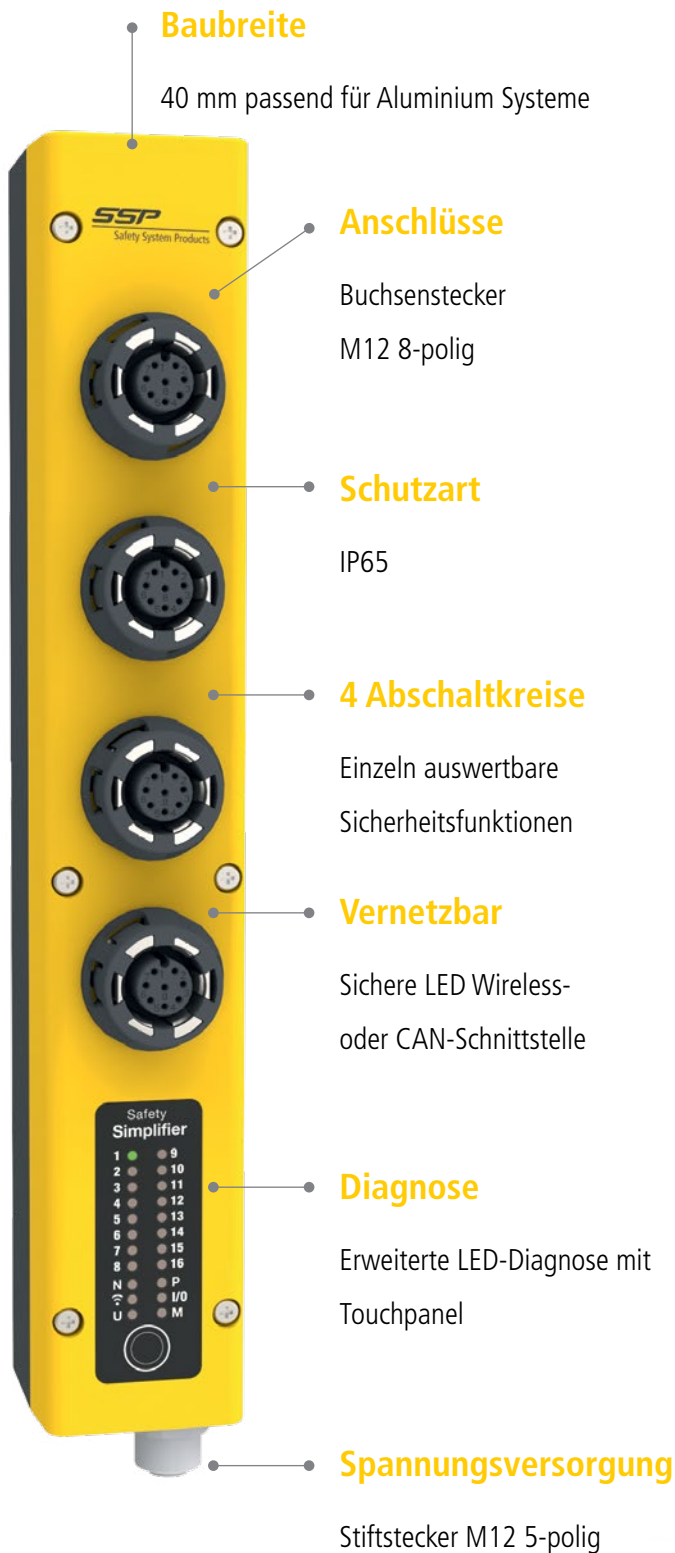 Baubreite
40 mm passend für Aluminium Systeme
SSP
Safety System Products
Anschlüsse
Buchsenstecker
M12 8-polig
Schutzart
IP65
4 Abschaltkreise
Einzeln auswertbare
Sicherheitsfunktionen
Vernetzbar
Sichere LED Wireless-
oder CAN-Schnittstelle
Safety
Simplifier
1 9
2 10
3 11
4 12
5 13
6 14
7 15
8 16
N P
I/0
U M
Diagnose
Erweiterte LED-Diagnose mit
Touchpanel
Spannungsversorgung
Stiftstecker M12 5-polig